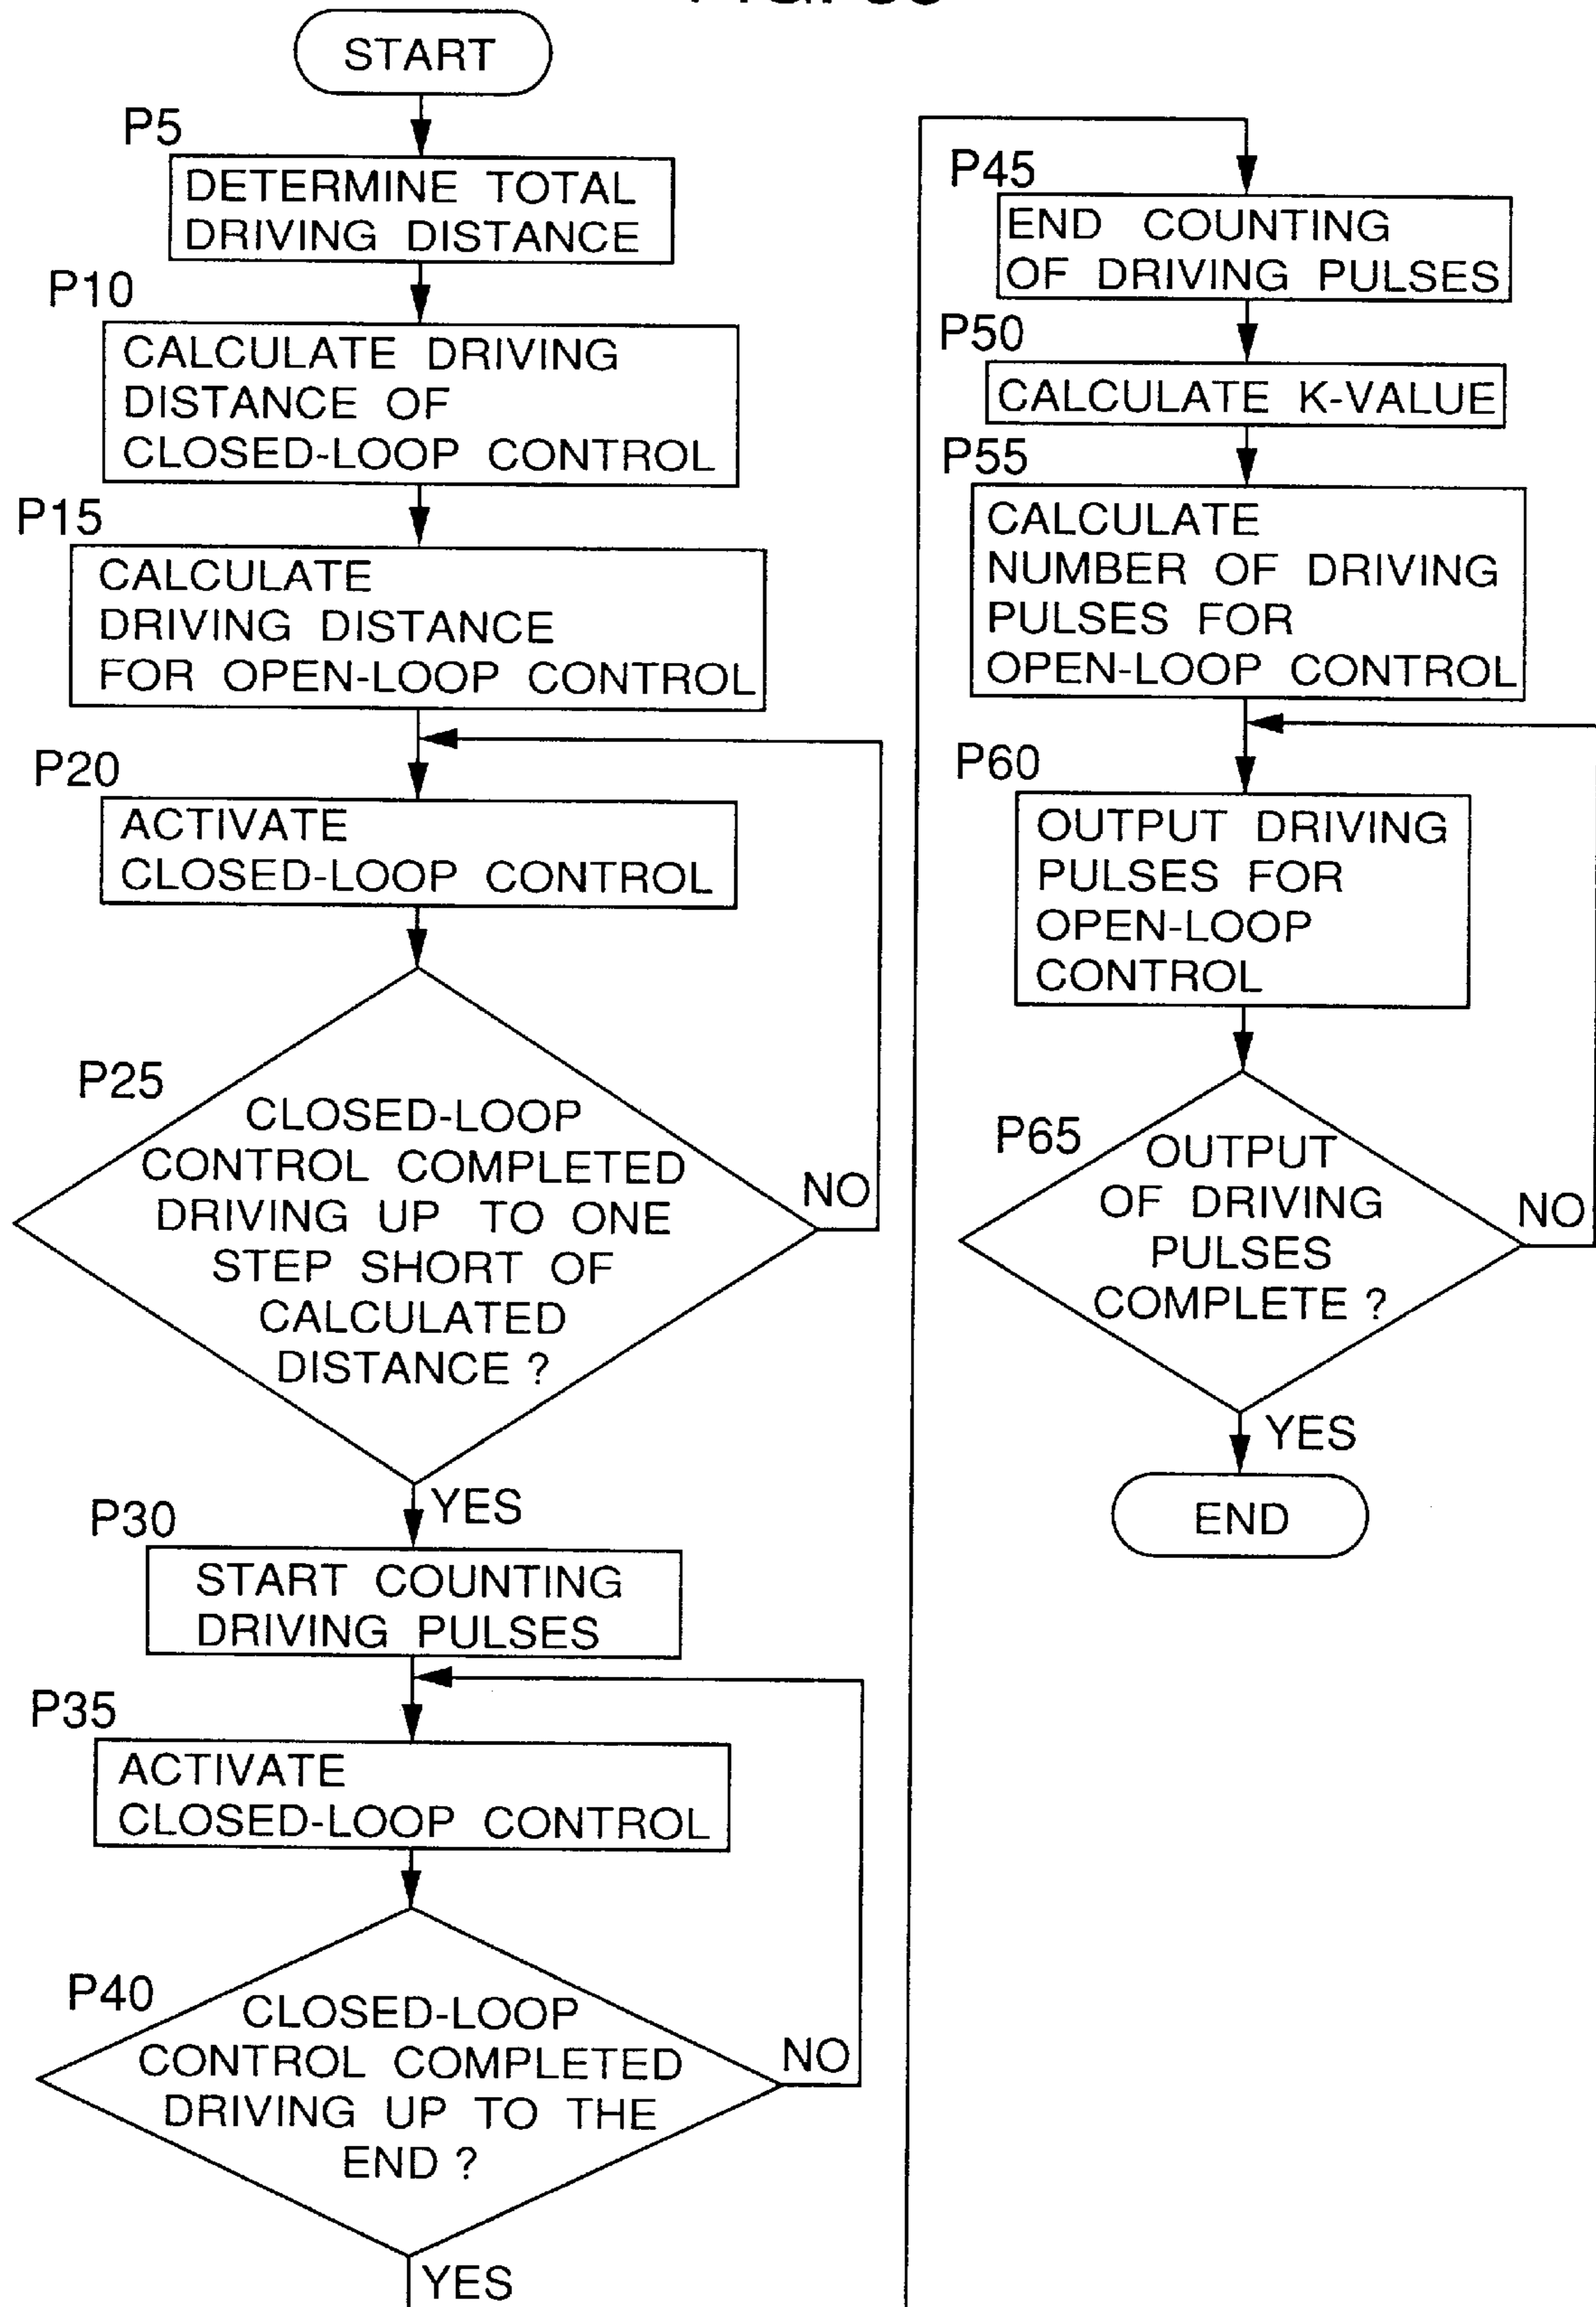 START
P5
DETERMINE TOTAL
DRIVING DISTANCE
P10
CALCULATE DRIVING
DISTANCE OF
CLOSED-LOOP CONTROL
P15
CALCULATE
DRIVING DISTANCE
FOR OPEN-LOOP CONTROL
P20
ACTIVATE
CLOSED-LOOP CONTROL
P25
CLOSED-LOOP
CONTROL COMPLETED
DRIVING UP TO ONE
STEP SHORT OF
CALCULATED
DISTANCE ?
NO
YES
P30
START COUNTING
DRIVING PULSES
P35
ACTIVATE
CLOSED-LOOP CONTROL
P40
CLOSED-LOOP
CONTROL COMPLETED
DRIVING UP TO THE
END ?
NO
YES
P45
END COUNTING
OF DRIVING PULSES
P50
CALCULATE K-VALUE
P55
CALCULATE
NUMBER OF DRIVING
PULSES FOR
OPEN-LOOP CONTROL
P60
OUTPUT DRIVING
PULSES FOR
OPEN-LOOP
CONTROL
P65
OUTPUT
OF DRIVING
PULSES
COMPLETE ?
NO
YES
END